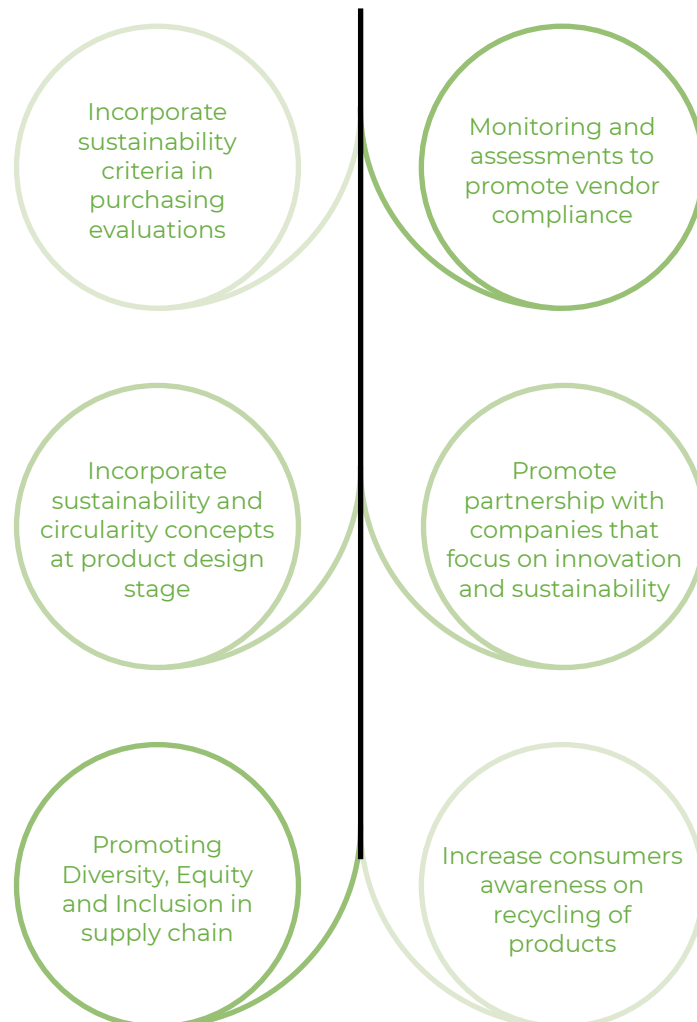 Incorporate
sustainability
criteria in
purchasing
evaluations
Monitoring and
assessments to
promote vendor
compliance
Incorporate
sustainability and
circularity concepts
at product design
stage
Promote
partnership with
companies that
focus on innovation
and sustainability
Promoting
Diversity, Equity
and Inclusion in
supply chain
Increase consumers
awareness on
recycling of
products